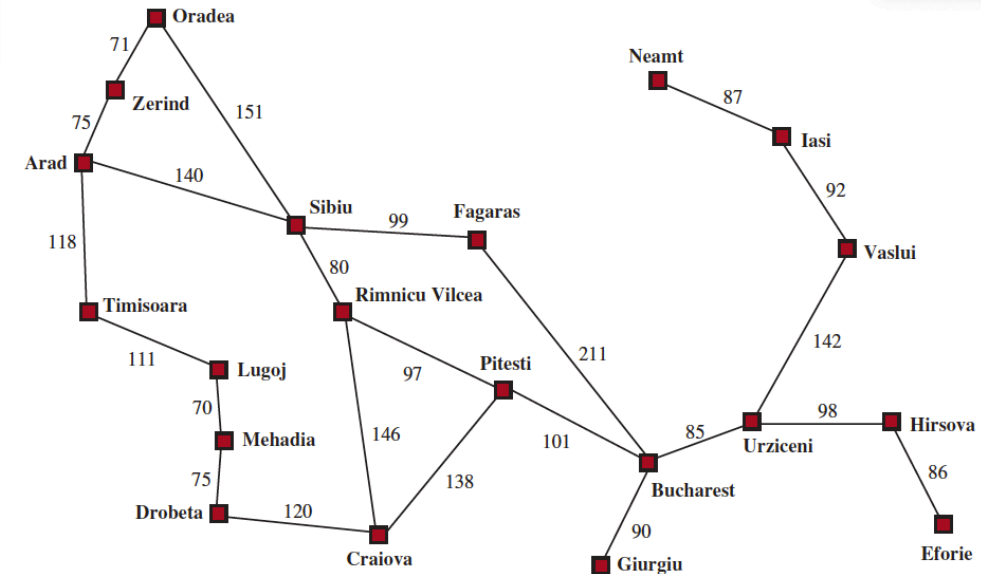 Oradea
71
Neamt
87
Zerind
151
75
Iasi
Arad
140
92
Sibiu
Fagaras
99
118
Vaslui
80
Timisoara
Rimnicu Vilcea
142
111
211
Lugoj
97
Pitesti
70
98
Hirsova
146
101
85
Urziceni
Mehadia
86
75
138
Bucharest
Drobeta
120
90
Craiova
Giurgiu
Eforie